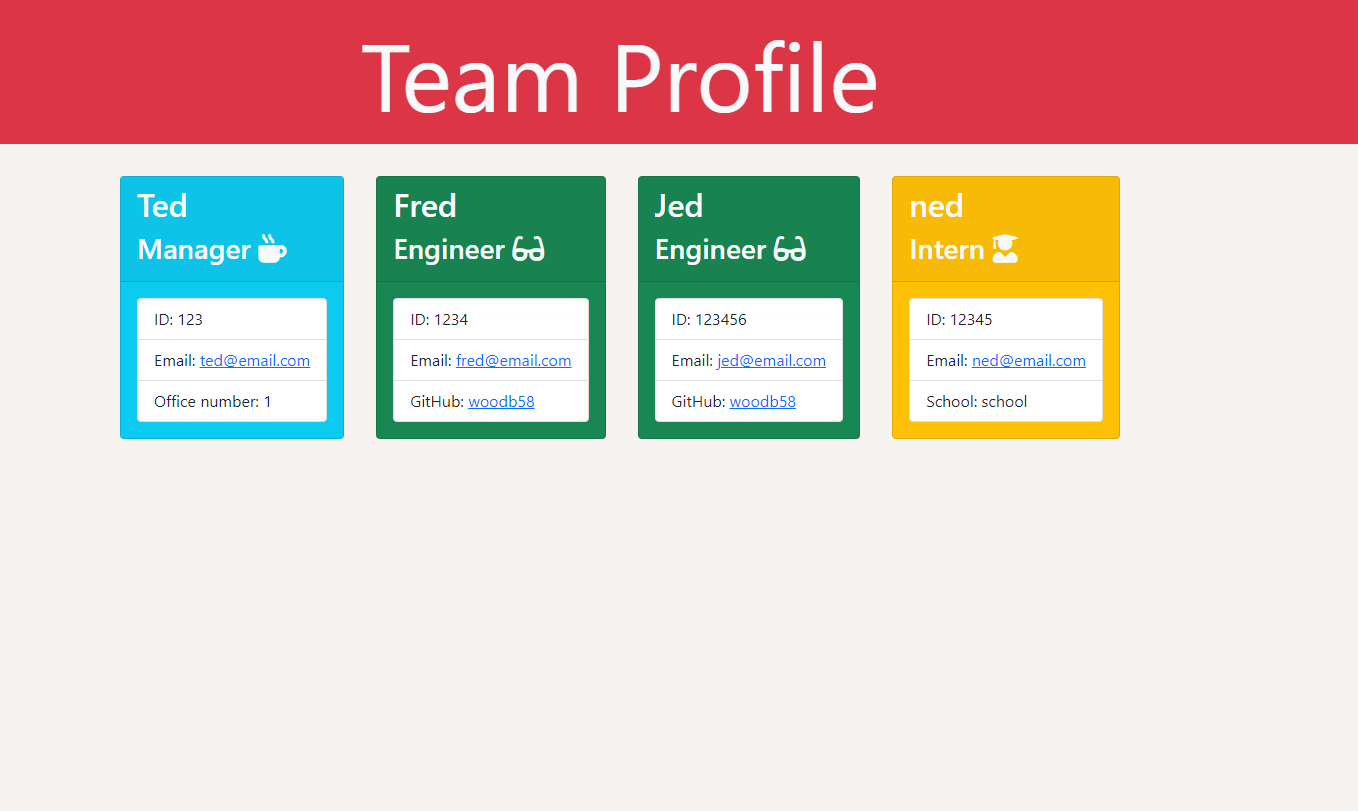 Team Profile
Ted
Manager
ID: 123
Email: ted@email.com
Office number: 1
Fred
Engineer
ID: 1234
Email: fred@email.com
GitHub: woodb58
Jed
Engineer
ID: 123456
Email: jed@email.com
GitHub: woodb58
ned
Intern
ID: 12345
Email: ned@email.com
School: school